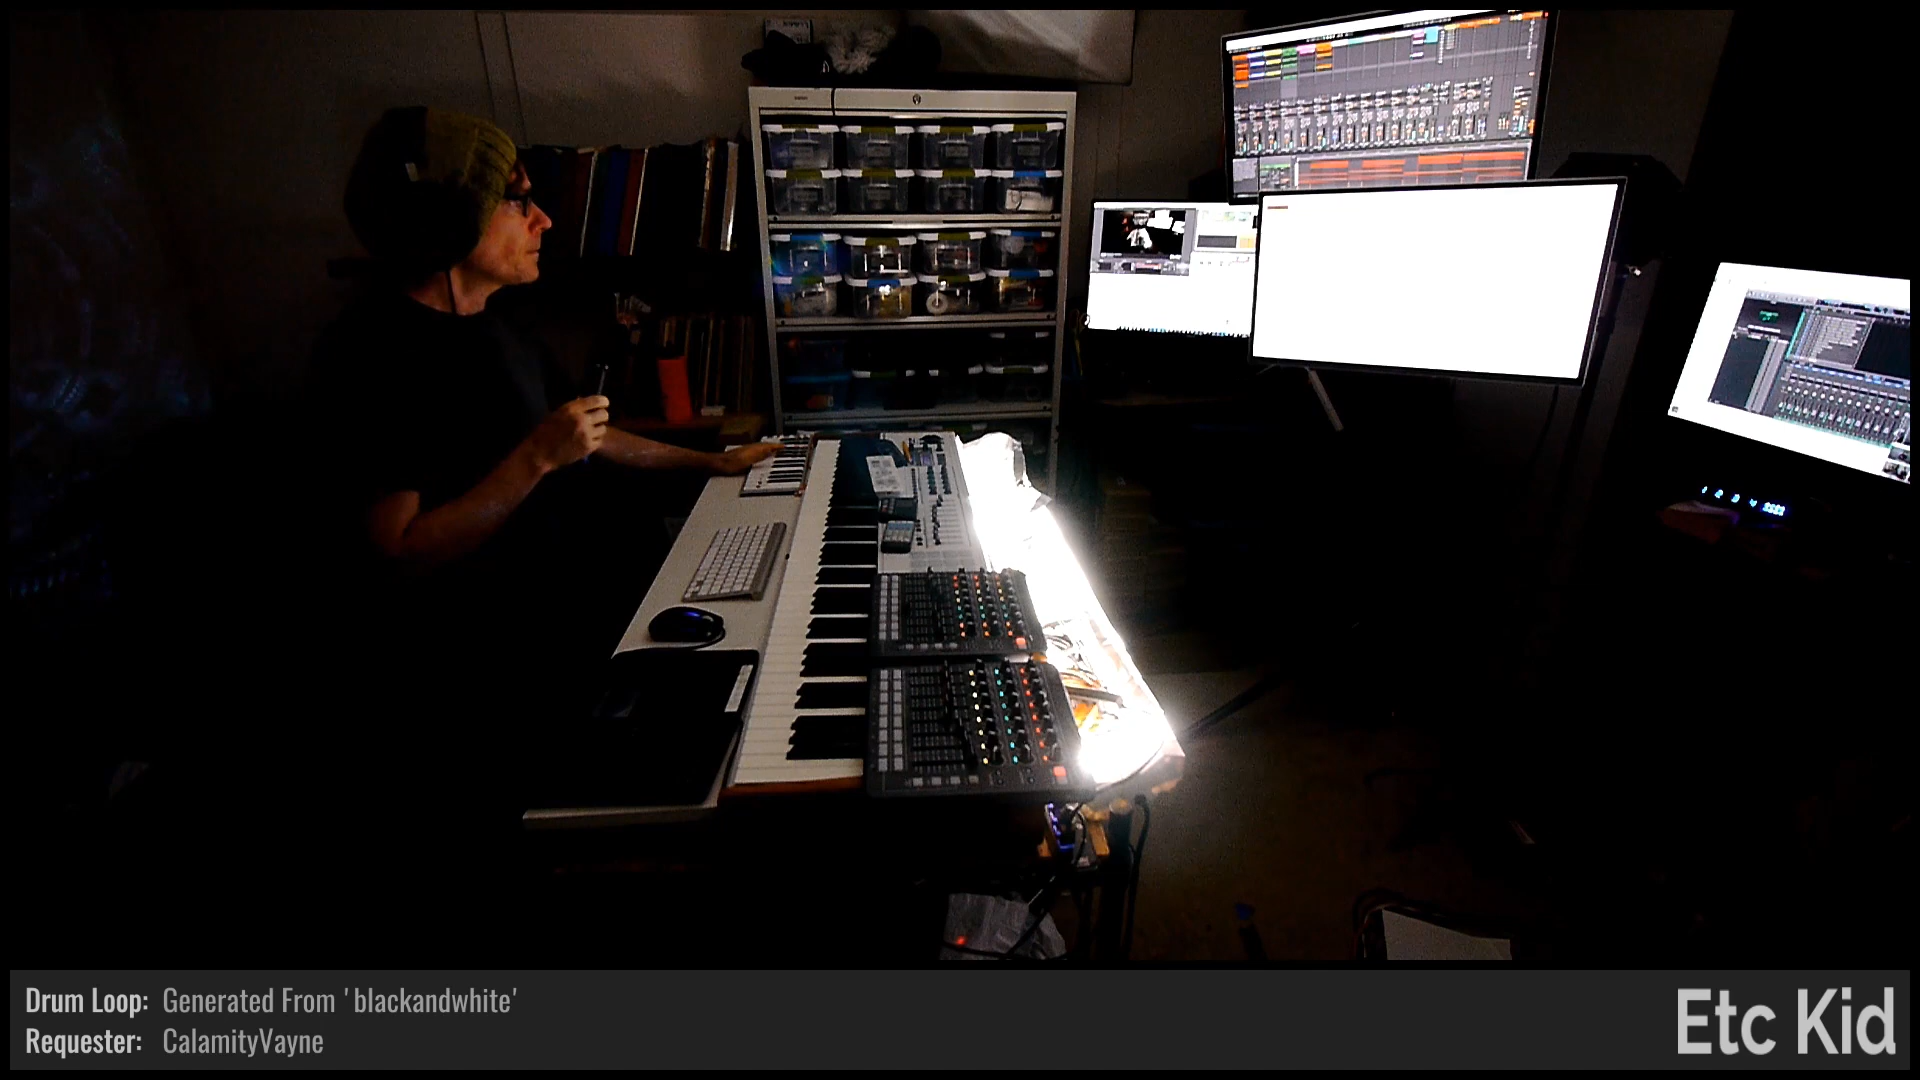 Drum Loop: Generated From 'blackandwhite'
Requester: CalamityVayne
Etc Kid